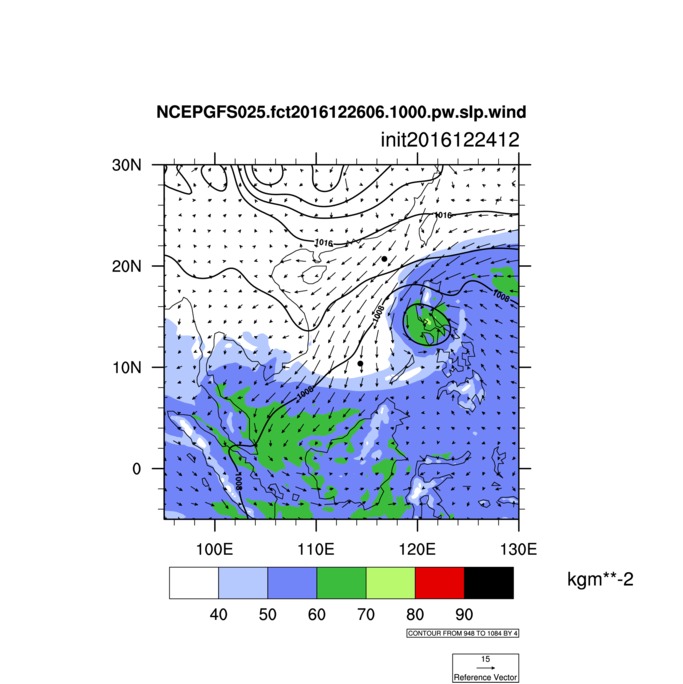 NCEPGFS025.fct2016122606.1000.pw.slp.wind
init2016122412
30N
20N
10N
0
1016
1016
1008
1008
1008
1008
100E
110E
120E
130E
kgm**-2
40
50
60
70
80
90
CONTOUR FROM 948 TO 1084 BY 4
15
Reference Vector